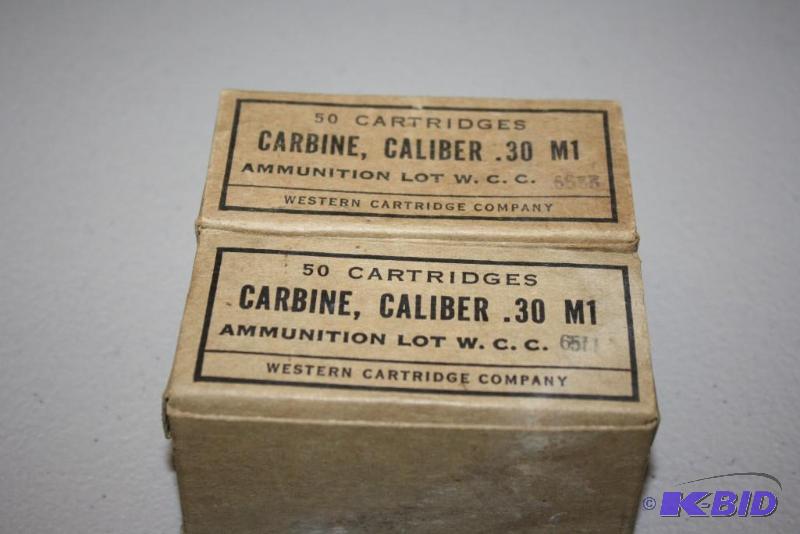 50 CARTRIDGES
CARBINE, CALIBER .30 M1
AMMUNITION LOT W. C. C.
WESTERN CARTRIDGE COMPANY
50 CARTRIDGES
CARBINE, CALIBER .30 M1
AMMUNITION LOT W. C. C. 6511
WESTERN CARTRIDGE COMPANY
© K-BID